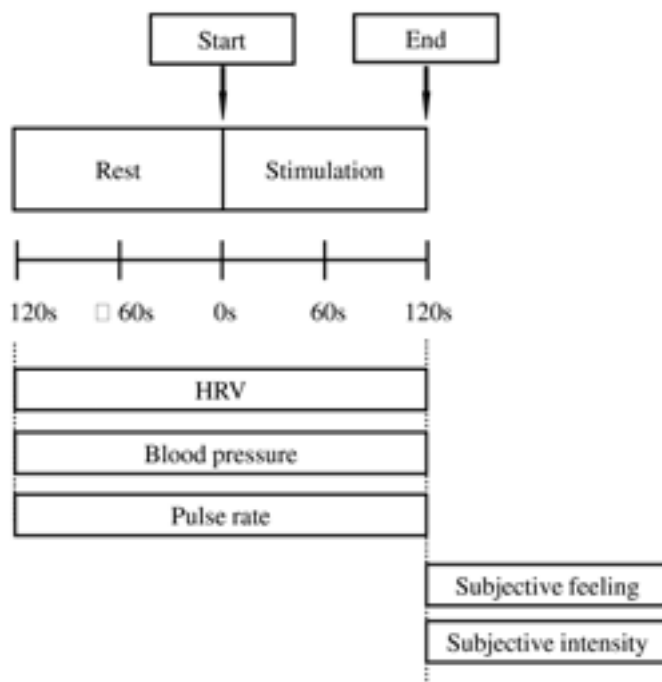 Start
End
Rest
Stimulation
120s □ 60s 0s 60s 120s
HRV
Blood pressure
Pulse rate
Subjective feeling
Subjective intensity